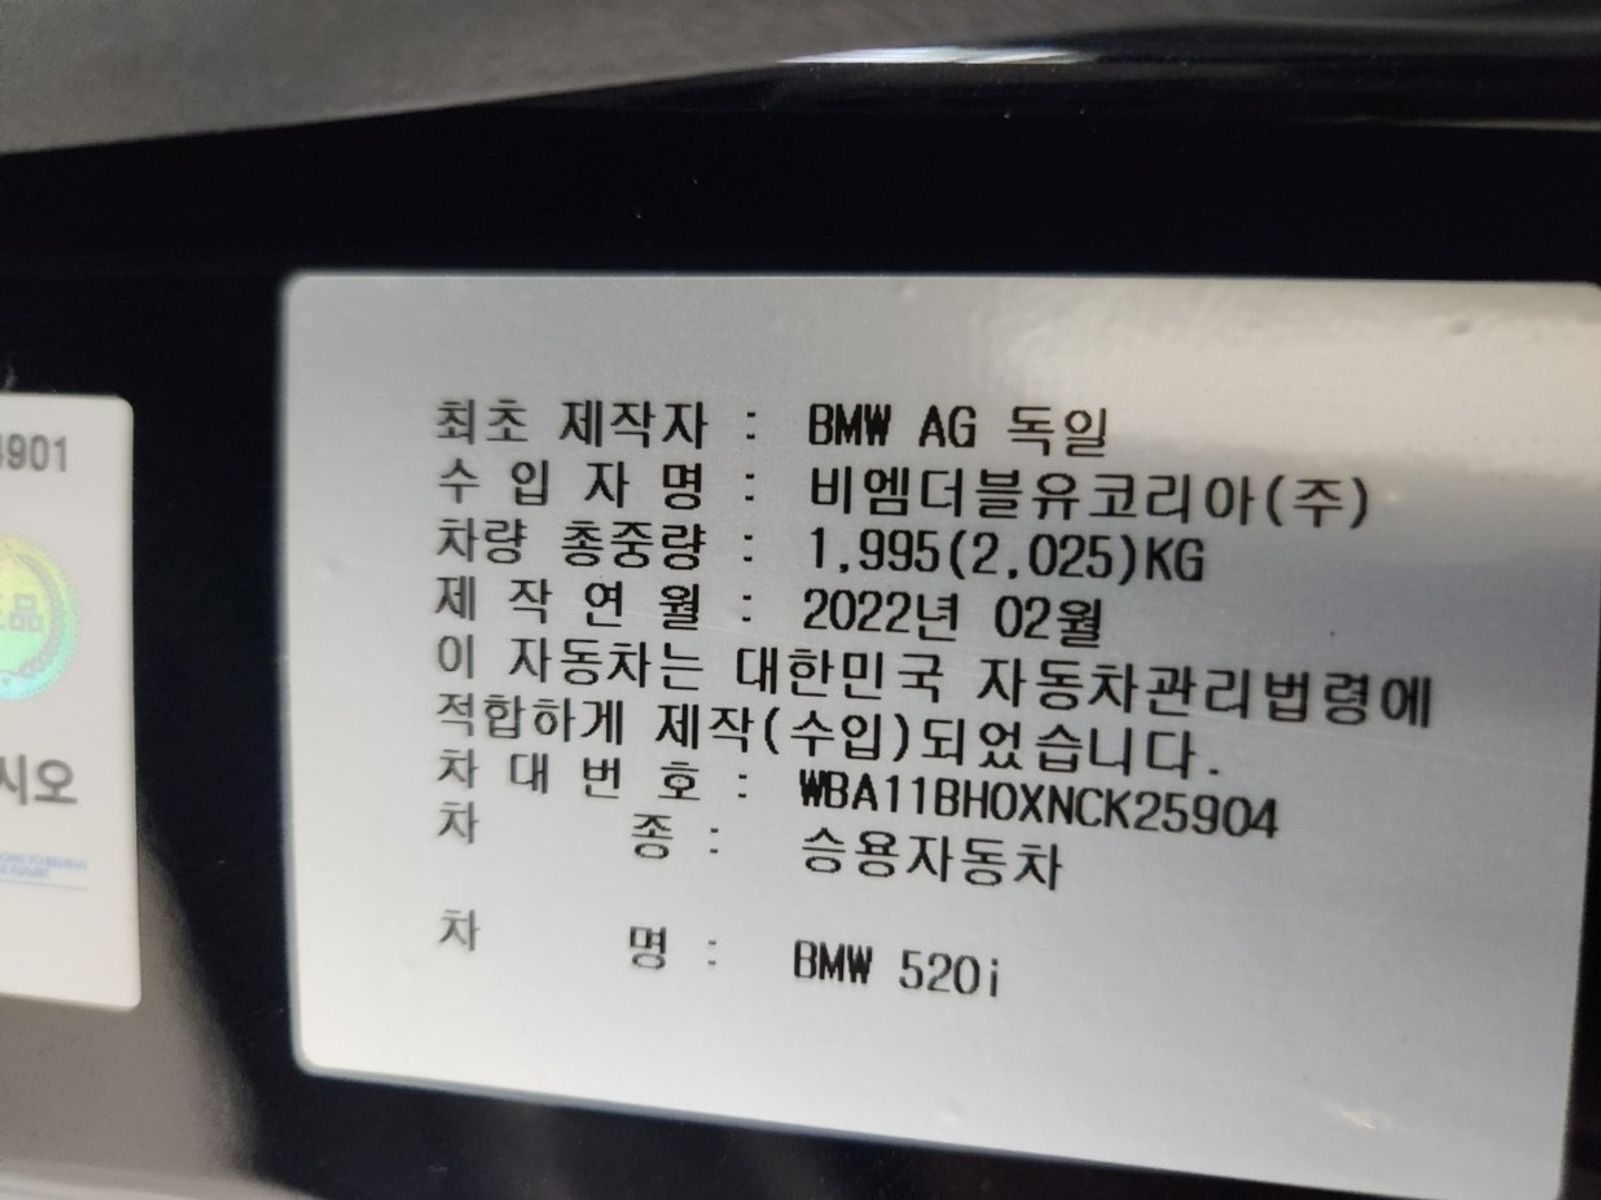 4901
品
시오
최초 제작자 : BMW AG 독일
수 입 자 명 : 비엠더블유코리아(주)
차량 총중량 : 1,995(2,025)KG
제 작 연 월 : 2022년 02월
이 자동차는 대한민국 자동차관리법령에
적합하게 제작(수입)되었습니다.
차 대 번 호 : WBA11BH0XNCK25904
차 종 : 승용자동차
차 명 : BMW 520i